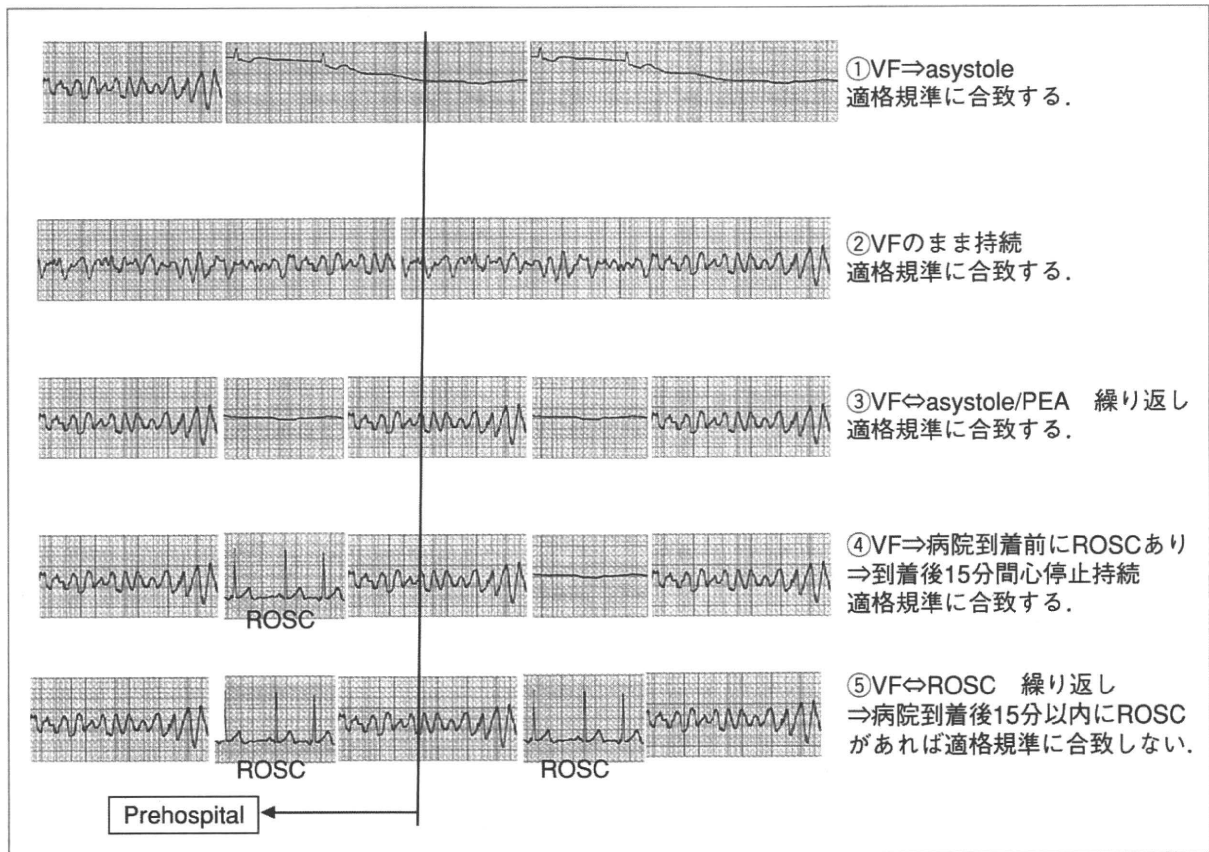 ①VF⇒asystole
適格規準に合致する.
②VFのまま持続
適格規準に合致する.
③VF⇔asystole/PEA　繰り返し
適格規準に合致する.
④VF⇒病院到着前にROSCあり
⇒到着後15分間心停止持続
適格規準に合致する.
ROSC
⑤VF⇔ROSC　繰り返し
⇒病院到着後15分以内にROSC
があれば適格規準に合致しない.
ROSC ROSC
Prehospital